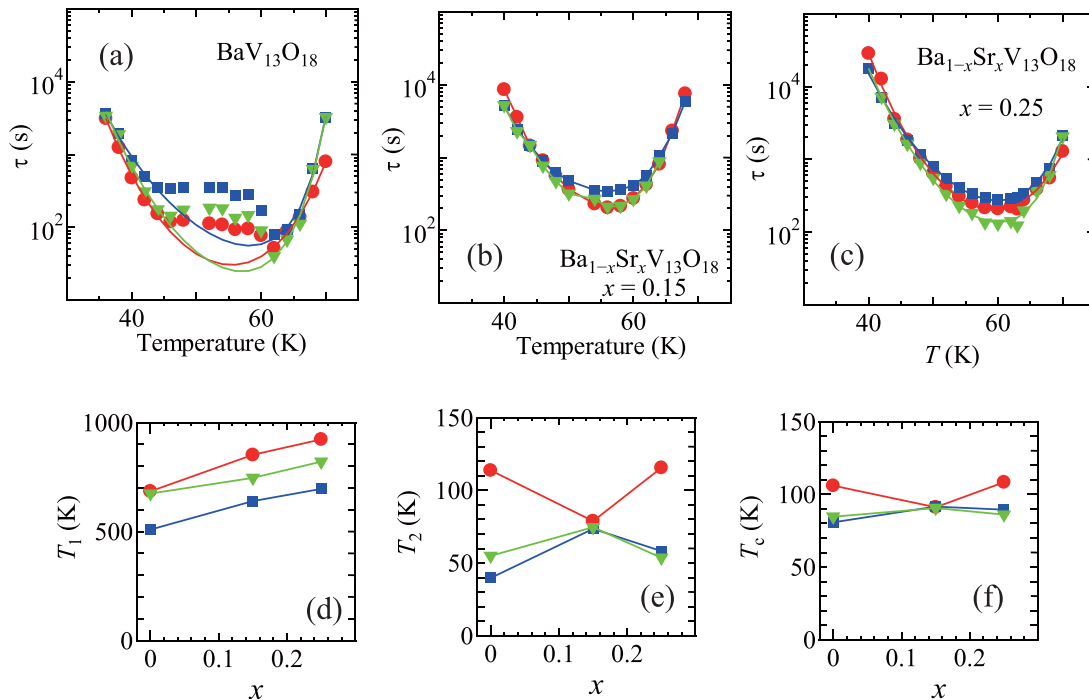 (a) BaV13O18
τ (s)
10^4
10^2
40 60
Temperature (K)
(b)
Ba1−xSrxV13O18
x = 0.15
τ (s)
10^4
10^2
40 60
Temperature (K)
Ba1−xSrxV13O18
x = 0.25
(c)
τ (s)
10^4
10^2
40 60
T (K)
(d)
T1 (K)
1000
500
0
0 0.1 0.2
x
(e)
T2 (K)
150
100
50
0
0 0.1 0.2
x
(f)
Tc (K)
150
100
50
0
0 0.1 0.2
x